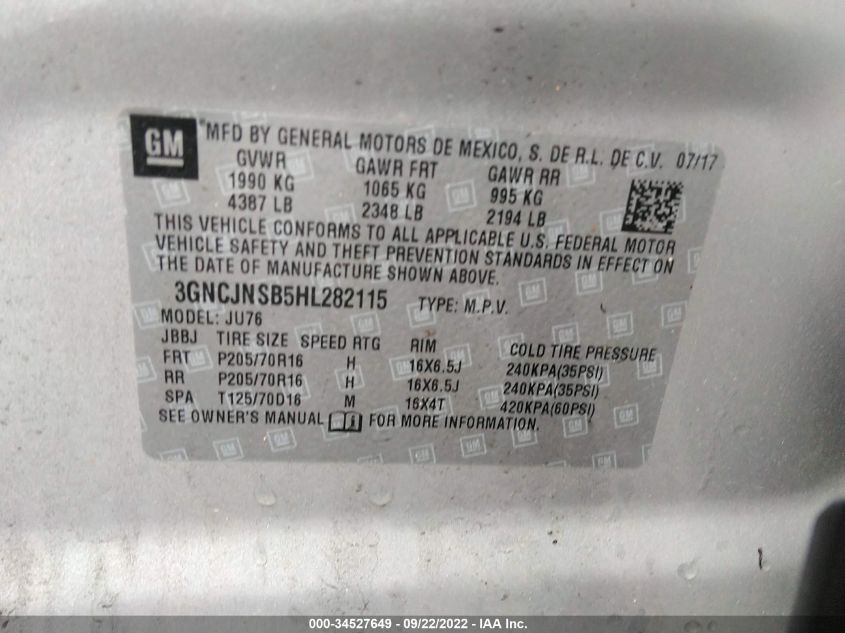 GM
MFD BY GENERAL MOTORS DE MEXICO, S. DE R.L. DE C.V. 07/17
GVWR GAWR FRT GAWR RR
1990 KG 1065 KG 995 KG
4387 LB 2348 LB 2194 LB
THIS VEHICLE CONFORMS TO ALL APPLICABLE U.S. FEDERAL MOTOR
VEHICLE SAFETY AND THEFT PREVENTION STANDARDS IN EFFECT ON
THE DATE OF MANUFACTURE SHOWN ABOVE.
3GNCJNSB5HL282115 TYPE: M.P.V.
MODEL: JU76
JBBJ TIRE SIZE SPEED RTG RIM COLD TIRE PRESSURE
FRT P205/70R16 H 16X6.5J 240KPA(35PSI)
RR P205/70R16 H 16X6.5J 240KPA(35PSI)
SPA T125/70D16 M 16X4T 420KPA(60PSI)
SEE OWNER'S MANUAL FOR MORE INFORMATION.
000-34527649 - 09/22/2022 - IAA Inc.